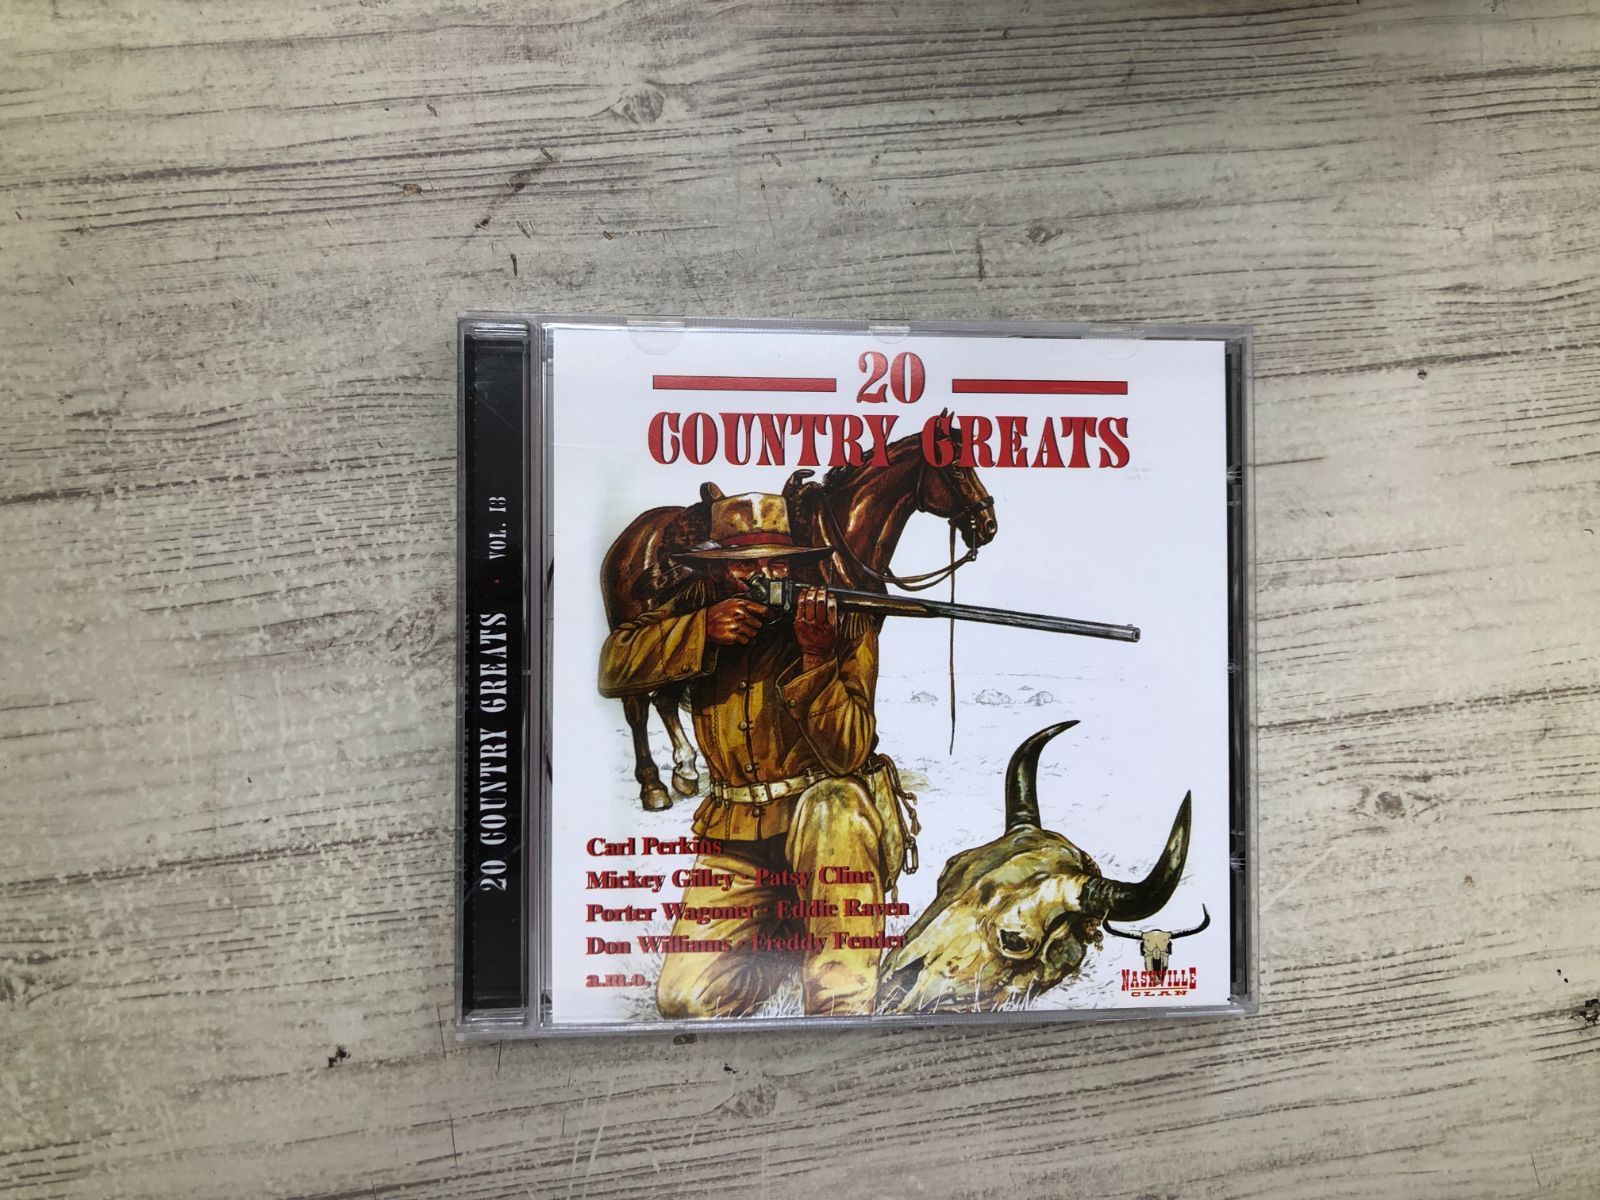 20
COUNTRY GREATS
Carl Perkins
Mickey Gilley - Patsy Cline
Porter Wagoner - Eddie Raven
Don Williams - Freddy Fender
a.m.o.
NASHVILLE
CLAN
20 COUNTRY GREATS · VOL. 13